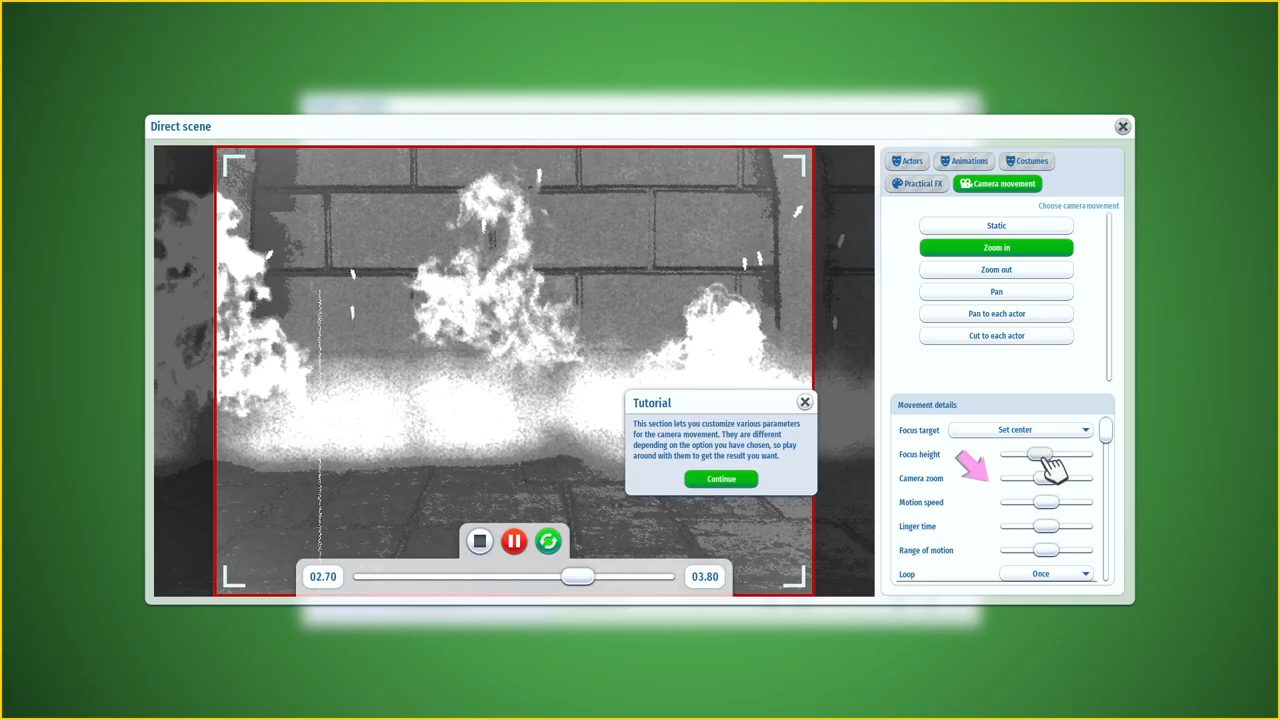 Direct scene
Actors
Animations
Costumes
Practical FX
Camera movement
Choose camera movement
Static
Zoom in
Zoom out
Pan
Pan to each actor
Cut to each actor
Tutorial
This section lets you customize various parameters
for the camera movement. They are different
depending on the option you have chosen, so play
around with them to get the result you want.
Continue
Movement details
Focus target
Set center
Focus height
Camera zoom
Motion speed
Linger time
Range of motion
Loop
Once
02.70
03.80